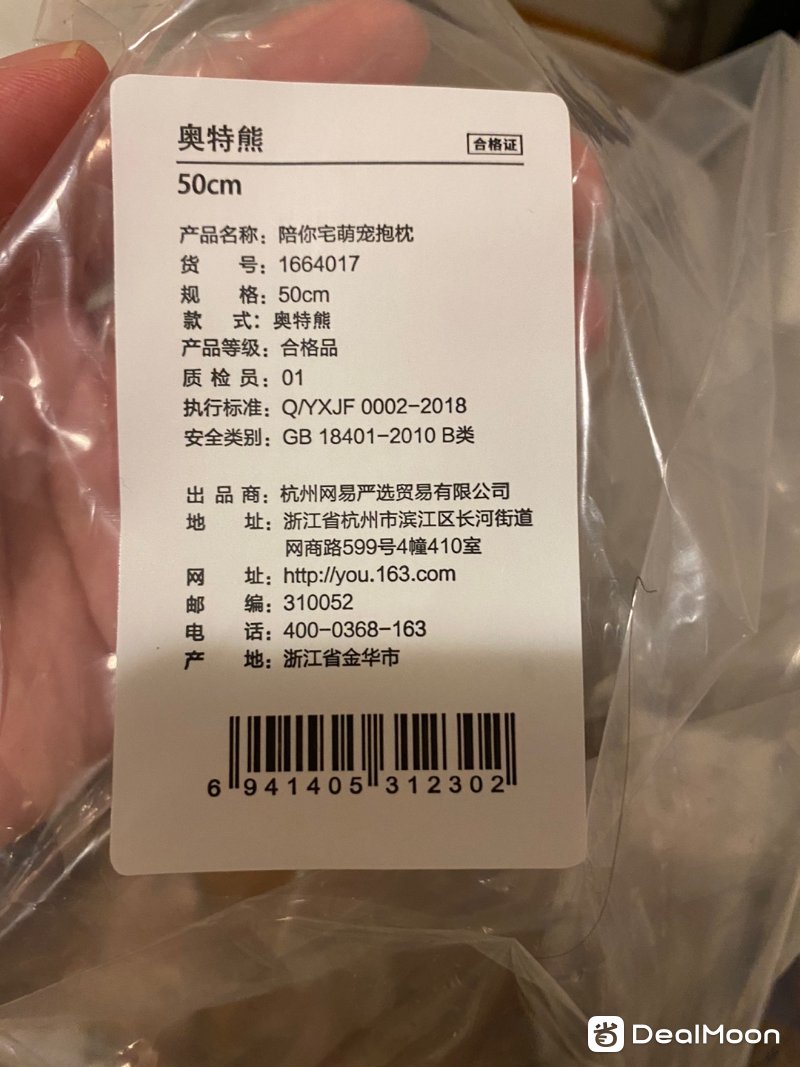 奥特熊
合格证
50cm
产品名称：陪你宅萌宠抱枕
货 号：1664017
规 格：50cm
款 式：奥特熊
产品等级：合格品
质 检 员：01
执行标准：Q/YXJF 0002-2018
安全类别：GB 18401-2010 B类
出 品 商：杭州网易严选贸易有限公司
地 址：浙江省杭州市滨江区长河街道
网商路599号4幢410室
网 址：http://you.163.com
邮 编：310052
电 话：400-0368-163
产 地：浙江省金华市
6 941405 312302
省 DealMoon